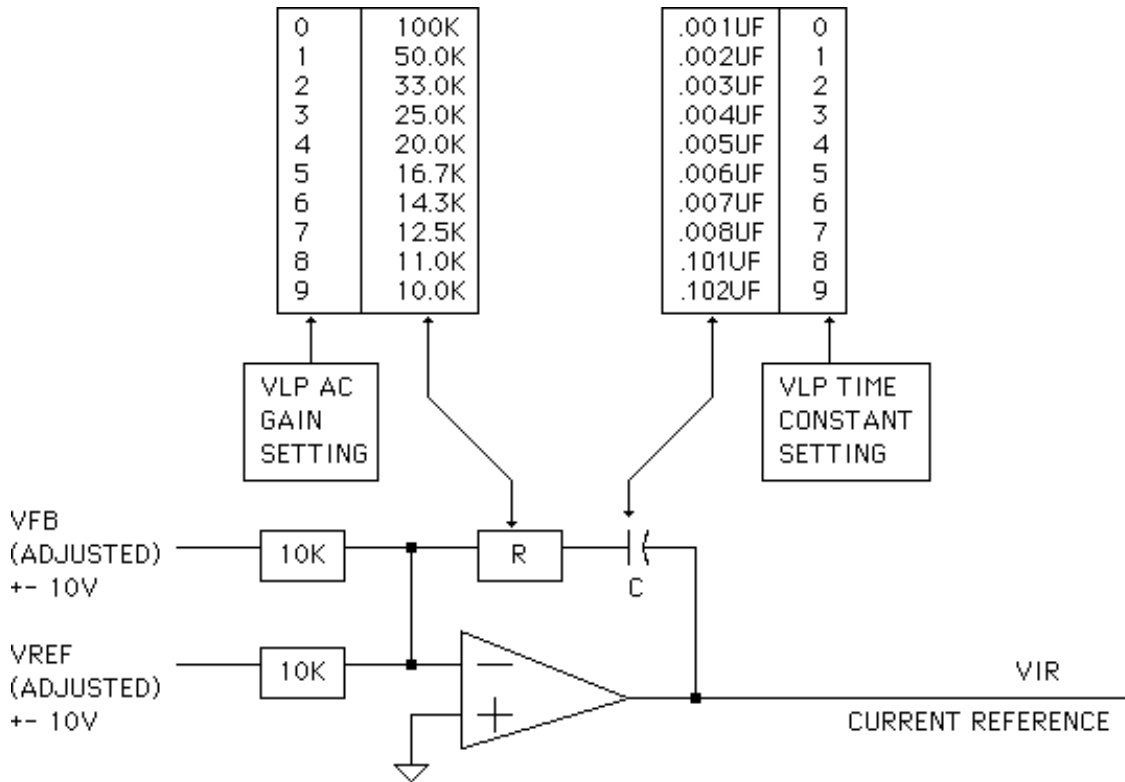 0 100K
1 50.0K
2 33.0K
3 25.0K
4 20.0K
5 16.7K
6 14.3K
7 12.5K
8 11.0K
9 10.0K
.001UF 0
.002UF 1
.003UF 2
.004UF 3
.005UF 4
.006UF 5
.007UF 6
.008UF 7
.101UF 8
.102UF 9
VLP AC
GAIN
SETTING
VLP TIME
CONSTANT
SETTING
VFB
(ADJUSTED)
+- 10V
10K
R
C
VREF
(ADJUSTED)
+- 10V
10K
VIR
CURRENT REFERENCE